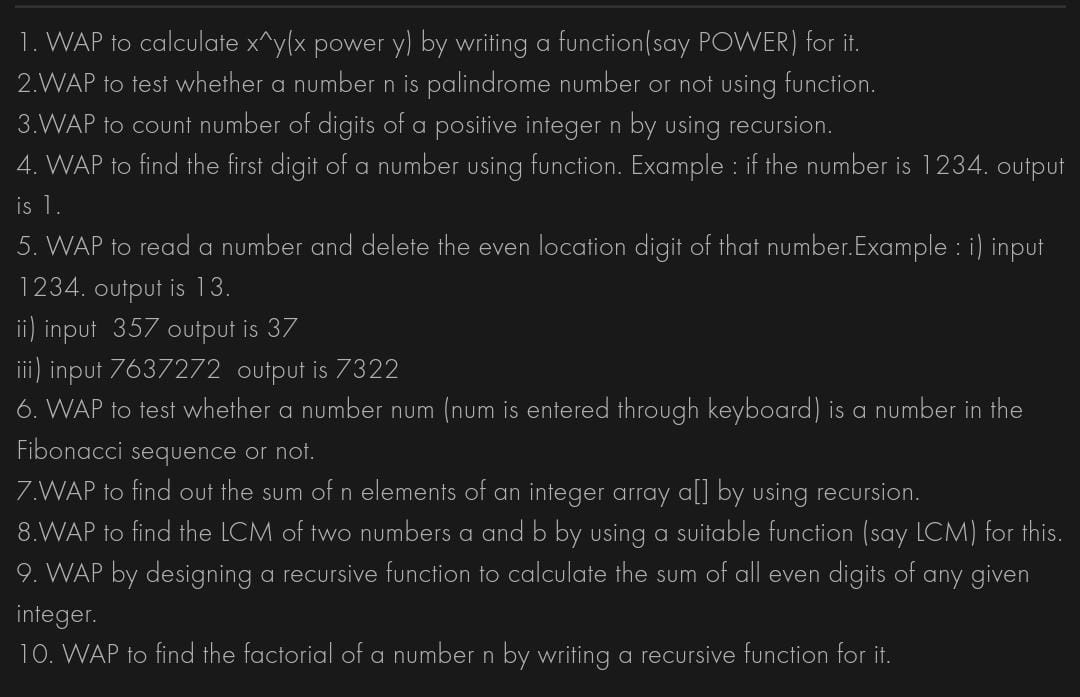 1. WAP to calculate x^y(x power y) by writing a function(say POWER) for it.
2.WAP to test whether a number n is palindrome number or not using function.
3.WAP to count number of digits of a positive integer n by using recursion.
4. WAP to find the first digit of a number using function. Example : if the number is 1234. output
is 1.
5. WAP to read a number and delete the even location digit of that number.Example : i) input
1234. output is 13.
ii) input  357 output is 37
iii) input 7637272  output is 7322
6. WAP to test whether a number num (num is entered through keyboard) is a number in the
Fibonacci sequence or not.
7.WAP to find out the sum of n elements of an integer array a[] by using recursion.
8.WAP to find the LCM of two numbers a and b by using a suitable function (say LCM) for this.
9. WAP by designing a recursive function to calculate the sum of all even digits of any given
integer.
10. WAP to find the factorial of a number n by writing a recursive function for it.